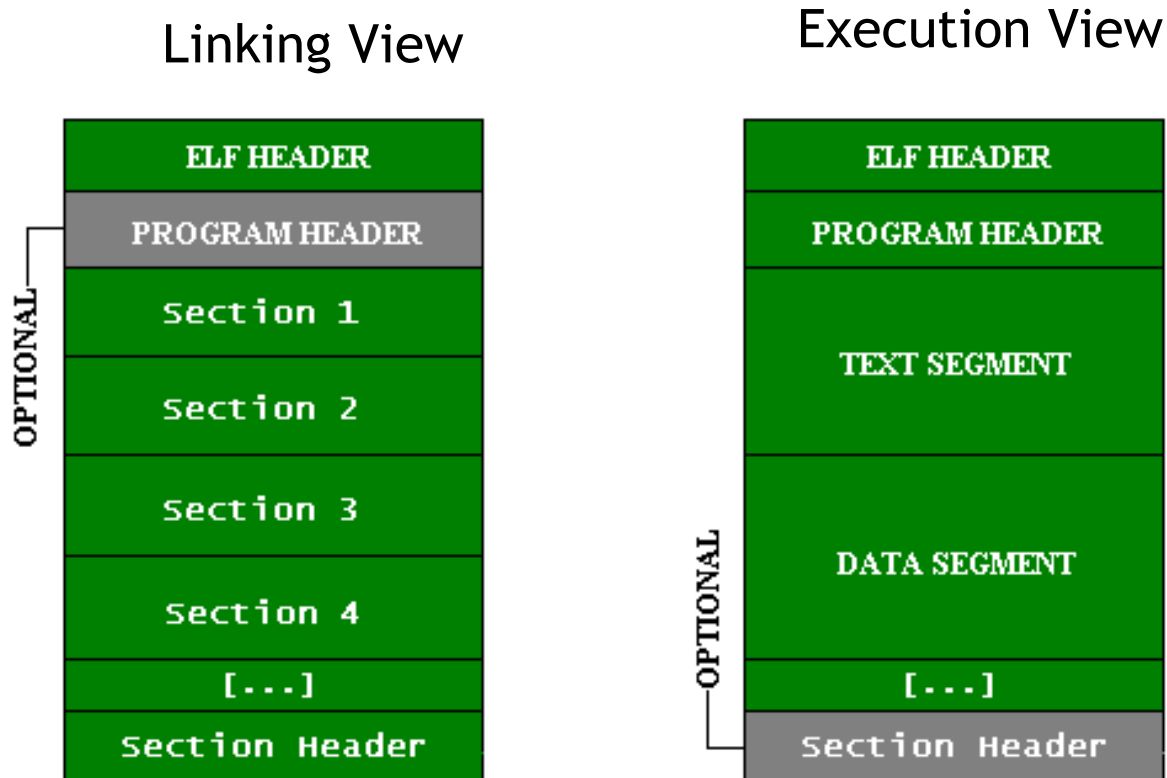 Linking View
ELF HEADER
PROGRAM HEADER
OPTIONAL
Section 1
Section 2
Section 3
Section 4
[...]
Section Header
Execution View
ELF HEADER
PROGRAM HEADER
TEXT SEGMENT
DATA SEGMENT
OPTIONAL
[...]
Section Header